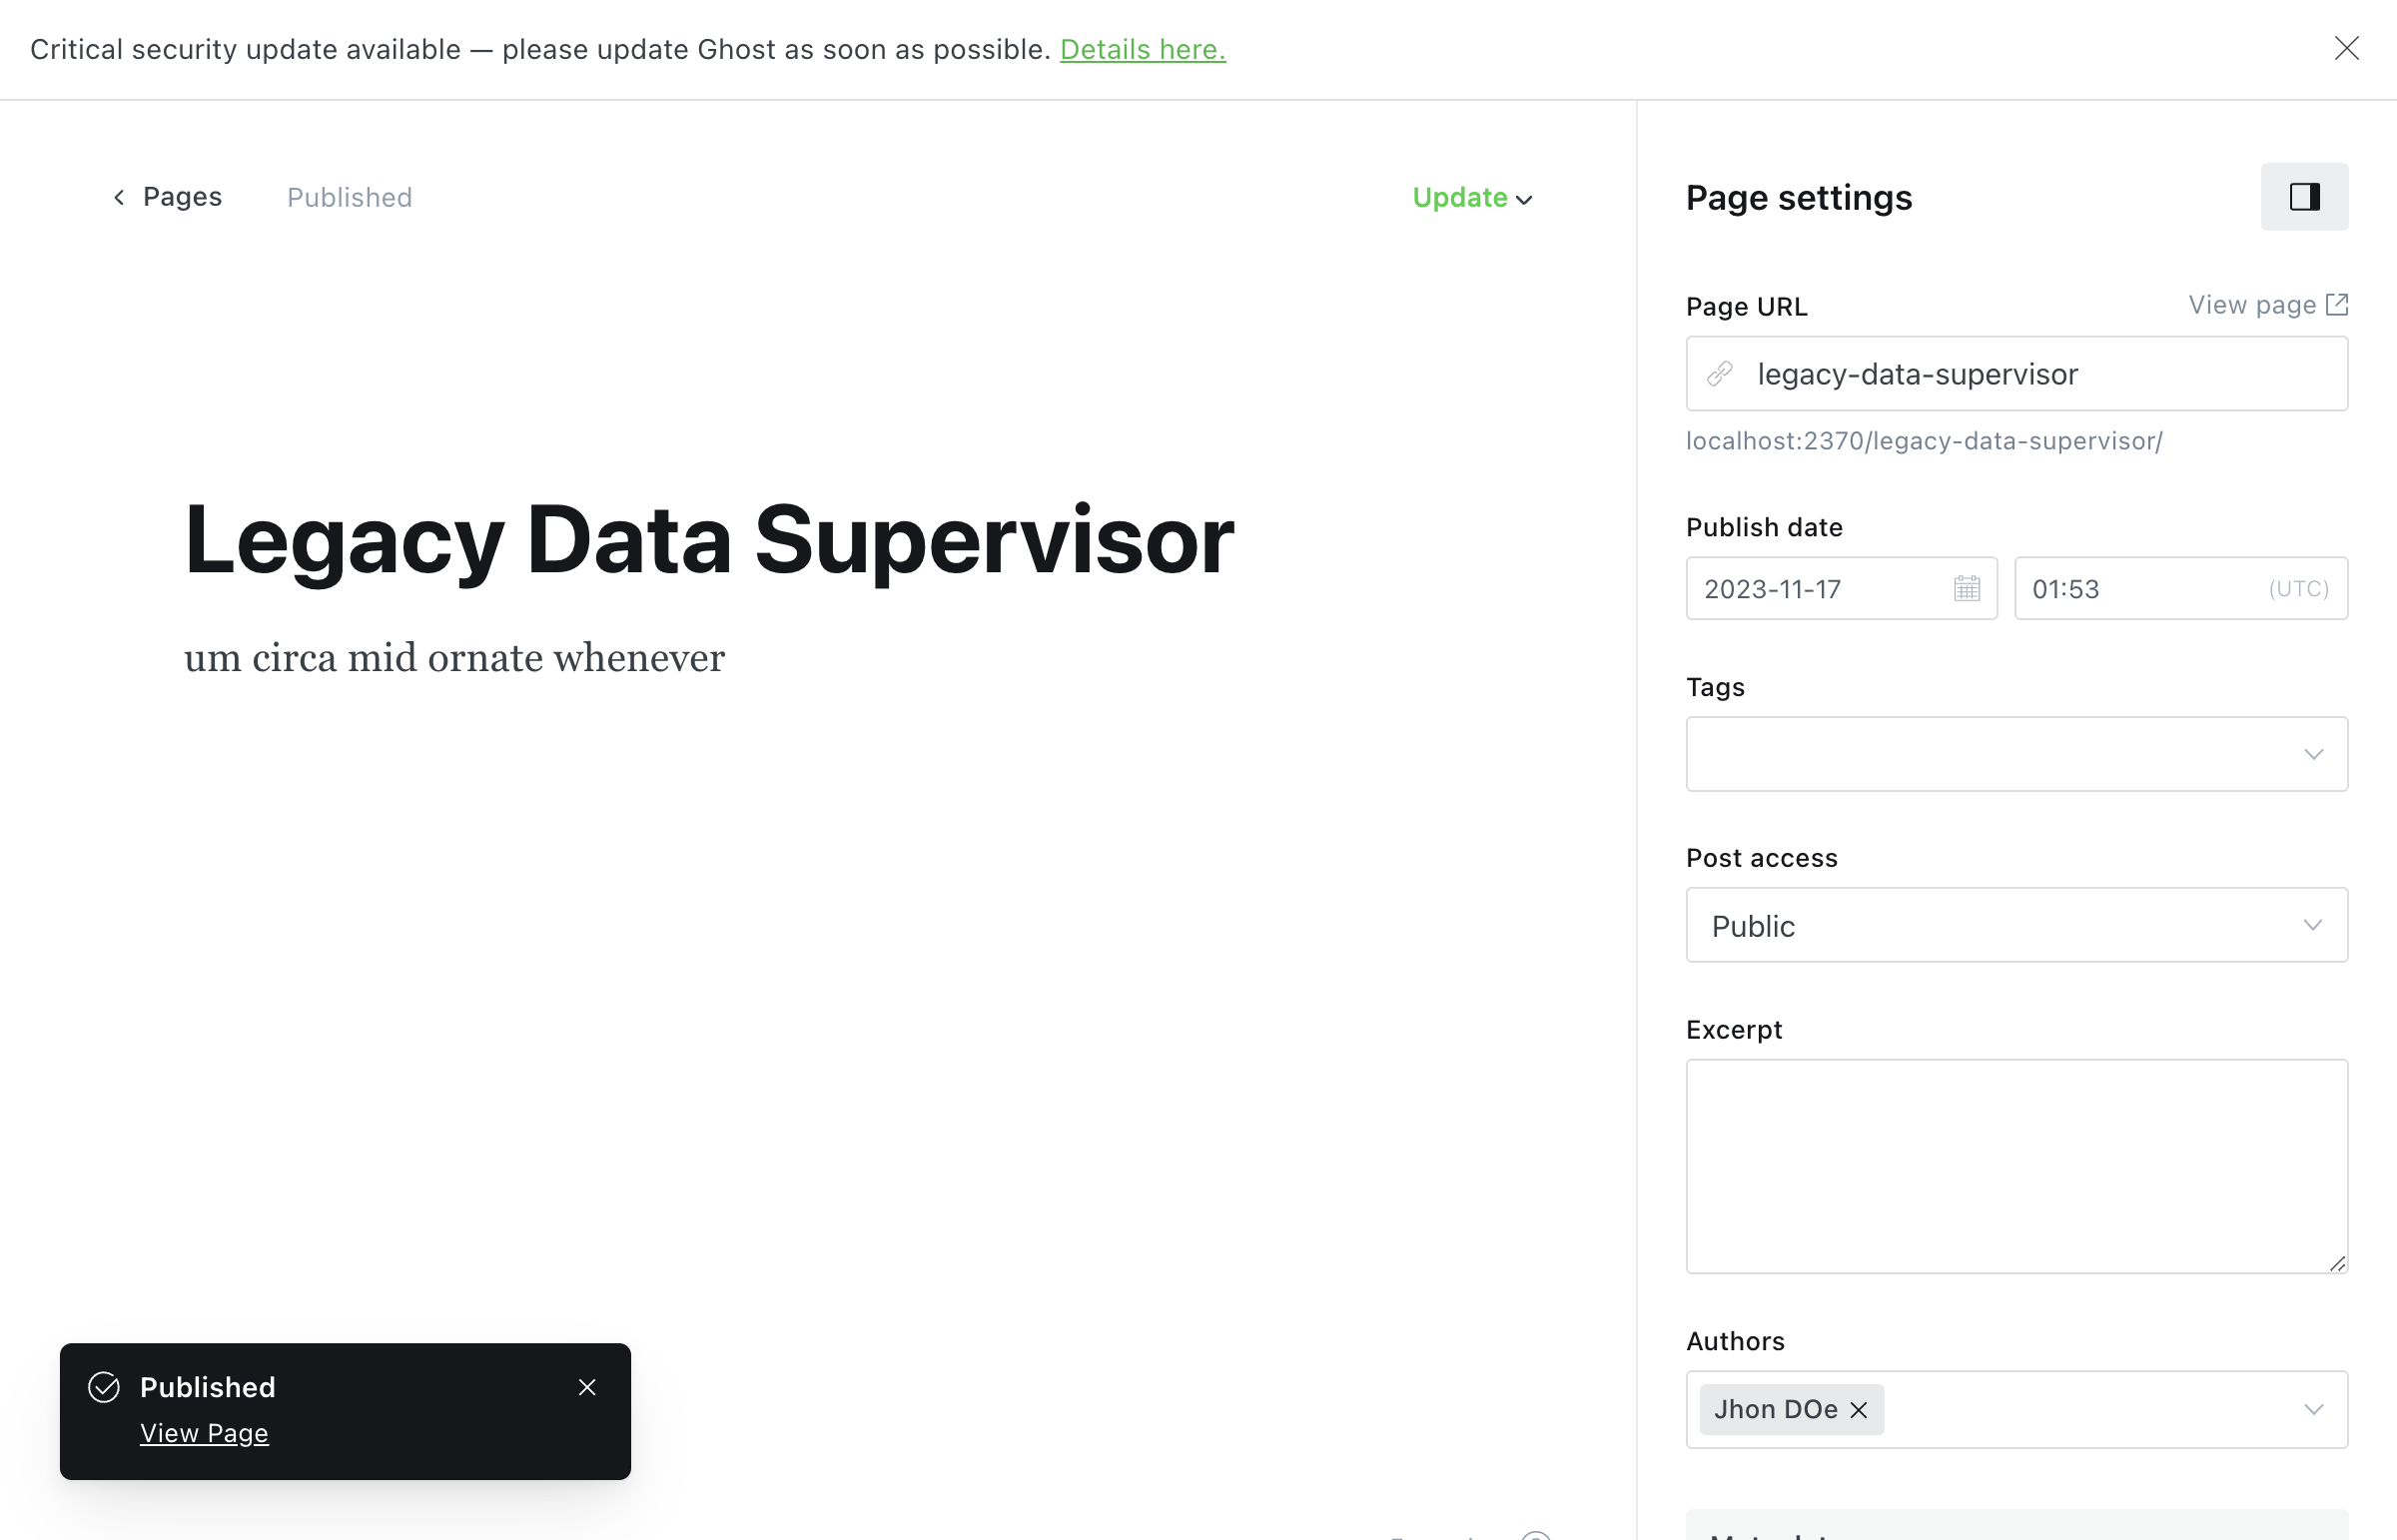 Critical security update available — please update Ghost as soon as possible. Details here.
Pages
Published
Update
Legacy Data Supervisor
um circa mid ornate whenever
Published
View Page
Page settings
Page URL
View page
legacy-data-supervisor
localhost:2370/legacy-data-supervisor/
Publish date
2023-11-17
01:53
(UTC)
Tags
Post access
Public
Excerpt
Authors
Jhon DOe